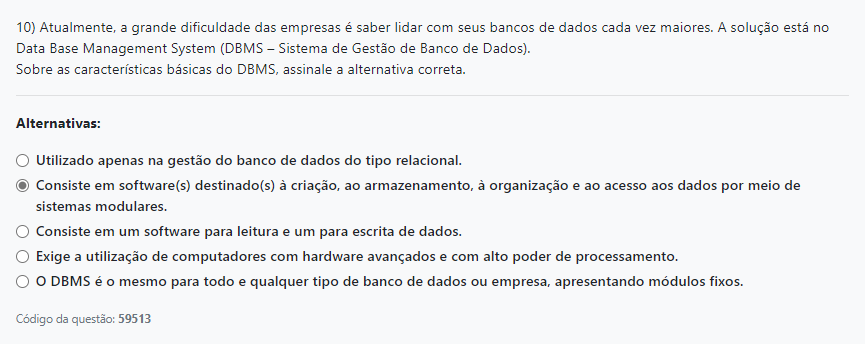 10) Atualmente, a grande dificuldade das empresas é saber lidar com seus bancos de dados cada vez maiores. A solução está no
Data Base Management System (DBMS – Sistema de Gestão de Banco de Dados).
Sobre as características básicas do DBMS, assinale a alternativa correta.
Alternativas:
Utilizado apenas na gestão do banco de dados do tipo relacional.
Consiste em software(s) destinado(s) à criação, ao armazenamento, à organização e ao acesso aos dados por meio de
sistemas modulares.
Consiste em um software para leitura e um para escrita de dados.
Exige a utilização de computadores com hardware avançados e com alto poder de processamento.
O DBMS é o mesmo para todo e qualquer tipo de banco de dados ou empresa, apresentando módulos fixos.
Código da questão: 59513